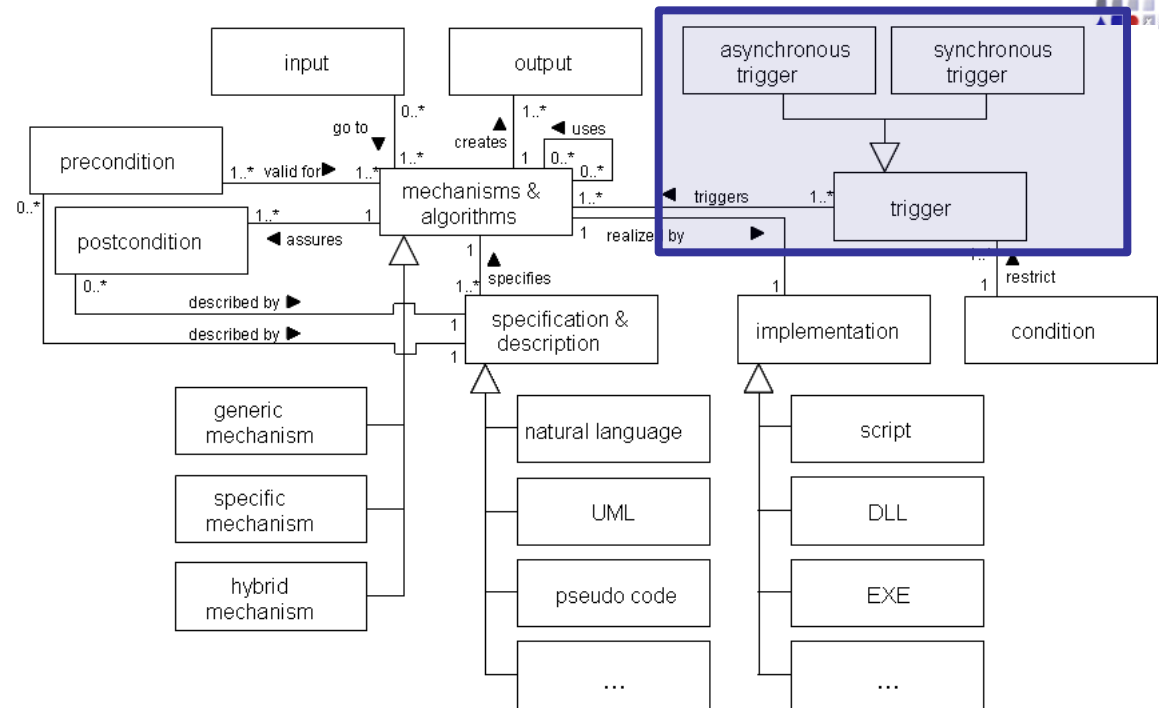 input
output
asynchronous
trigger
synchronous
trigger
0..*
1..*
go to
creates
uses
precondition
1..*
valid for
1..*
1..*
1
0..*
0..*
mechanisms &
algorithms
1..*
triggers
1..*
trigger
0..*
postcondition
1..*
assures
1
1
realized by
0..*
1
specifies
1..*
restrict
1
1
described by
described by
1
1
specification &
description
implementation
condition
generic
mechanism
natural language
script
specific
mechanism
UML
DLL
hybrid
mechanism
pseudo code
EXE
...
...